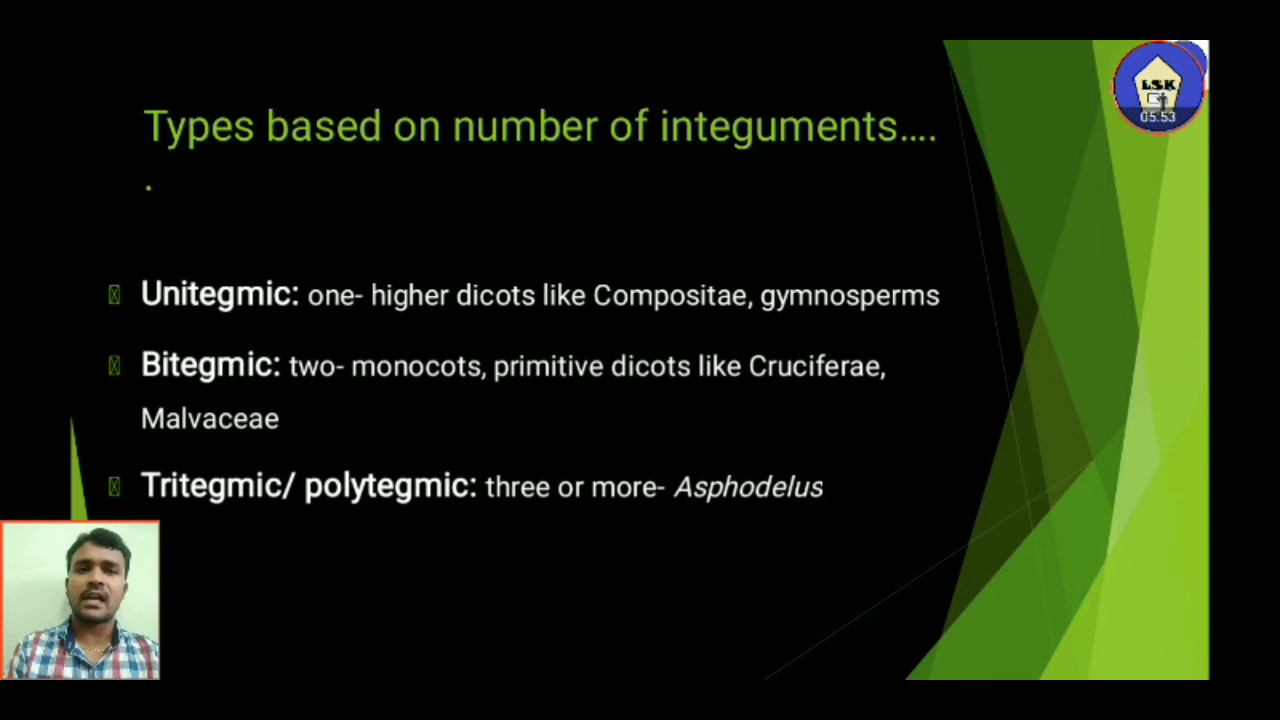 LSK
05:53
Types based on number of integuments....
.
Unitegmic: one- higher dicots like Compositae, gymnosperms
Bitegmic: two- monocots, primitive dicots like Cruciferae,
Malvaceae
Tritegmic/ polytegmic: three or more- Asphodelus